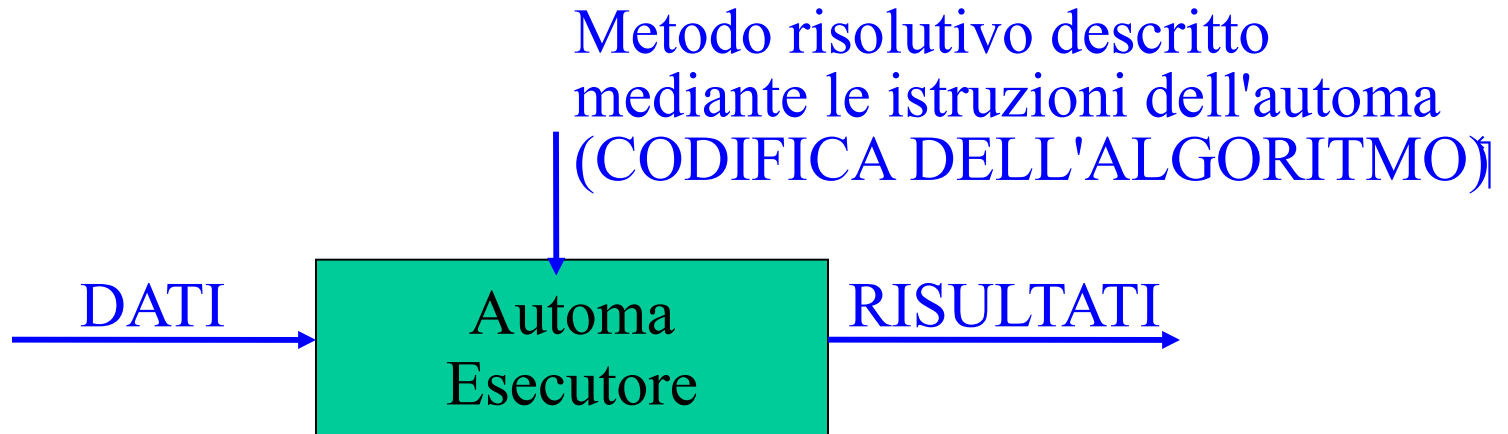 Metodo risolutivo descritto
mediante le istruzioni dell'automa
(CODIFICA DELL'ALGORITMO)
DATI
Automa
Esecutore
RISULTATI